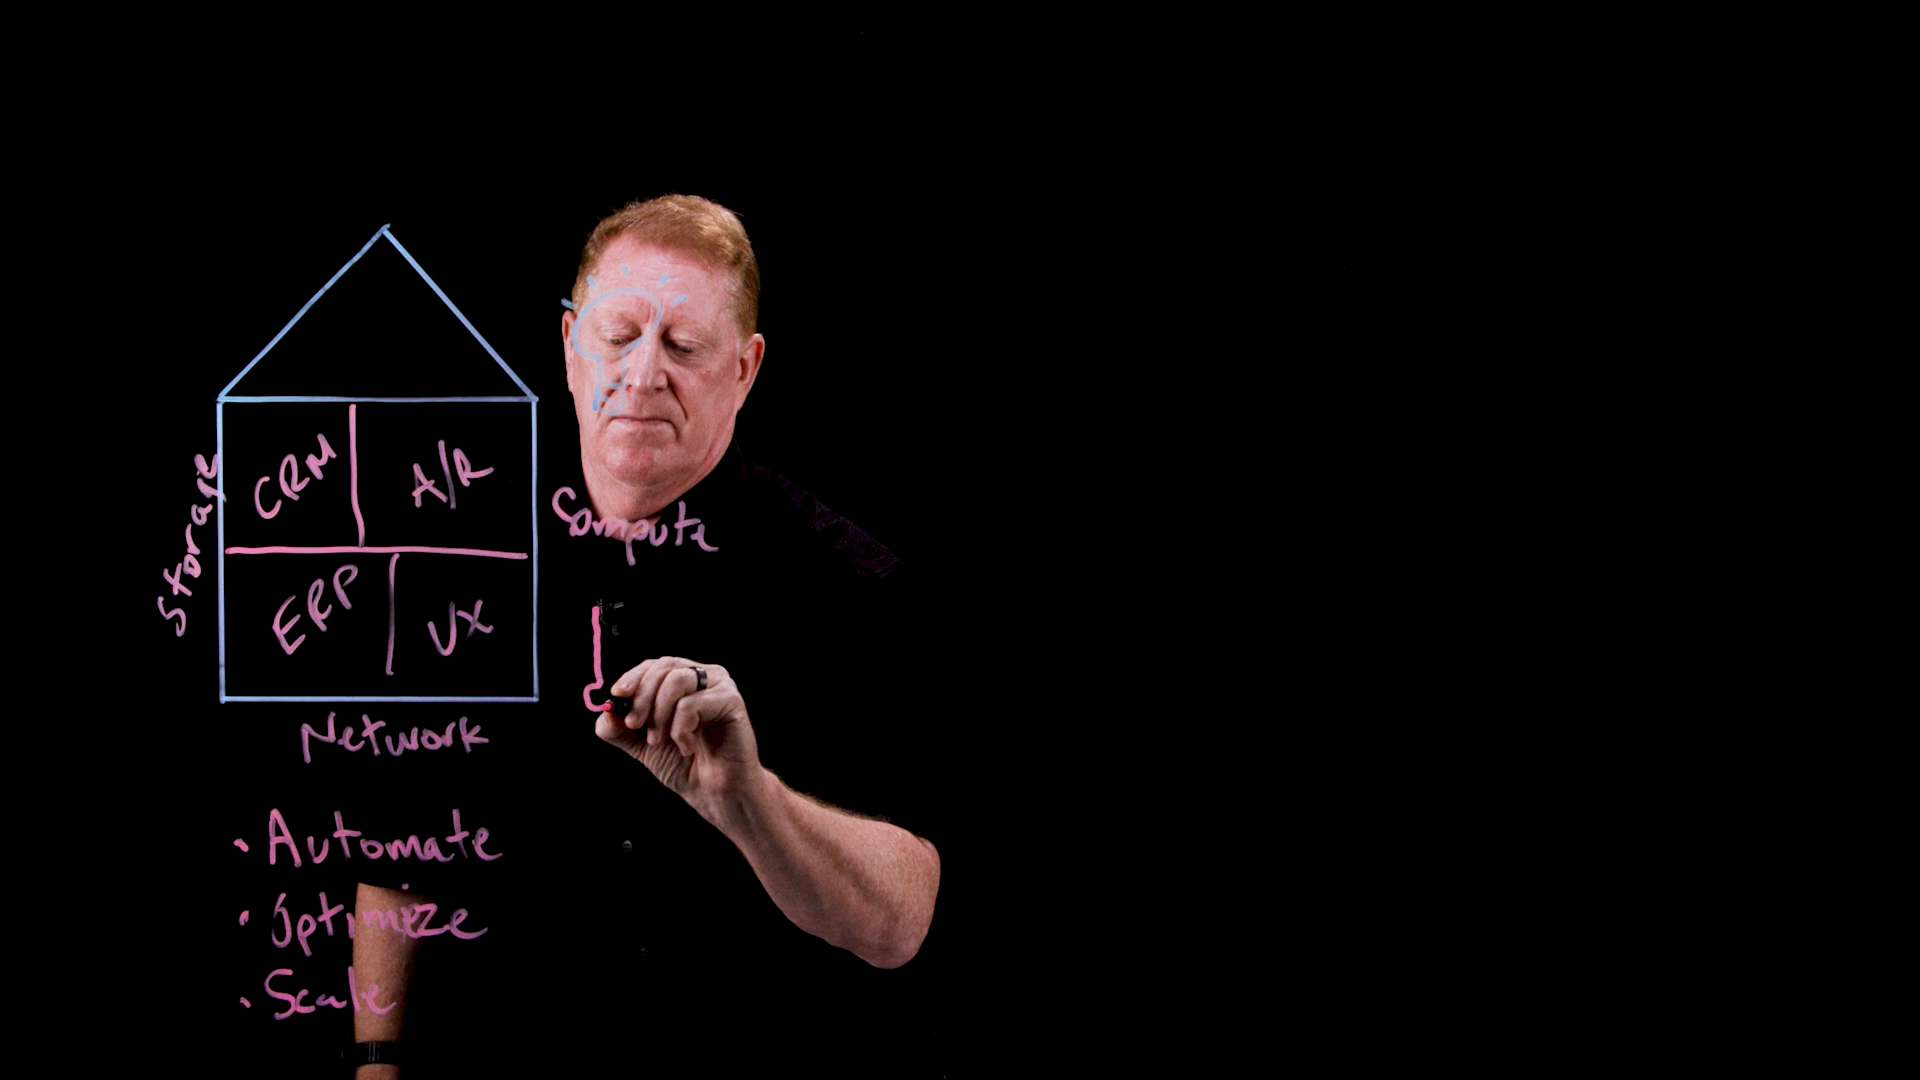 CRM
A/R
Storage
Compute
ERP
UX
Network
• Automate
• Optimize
• Scale